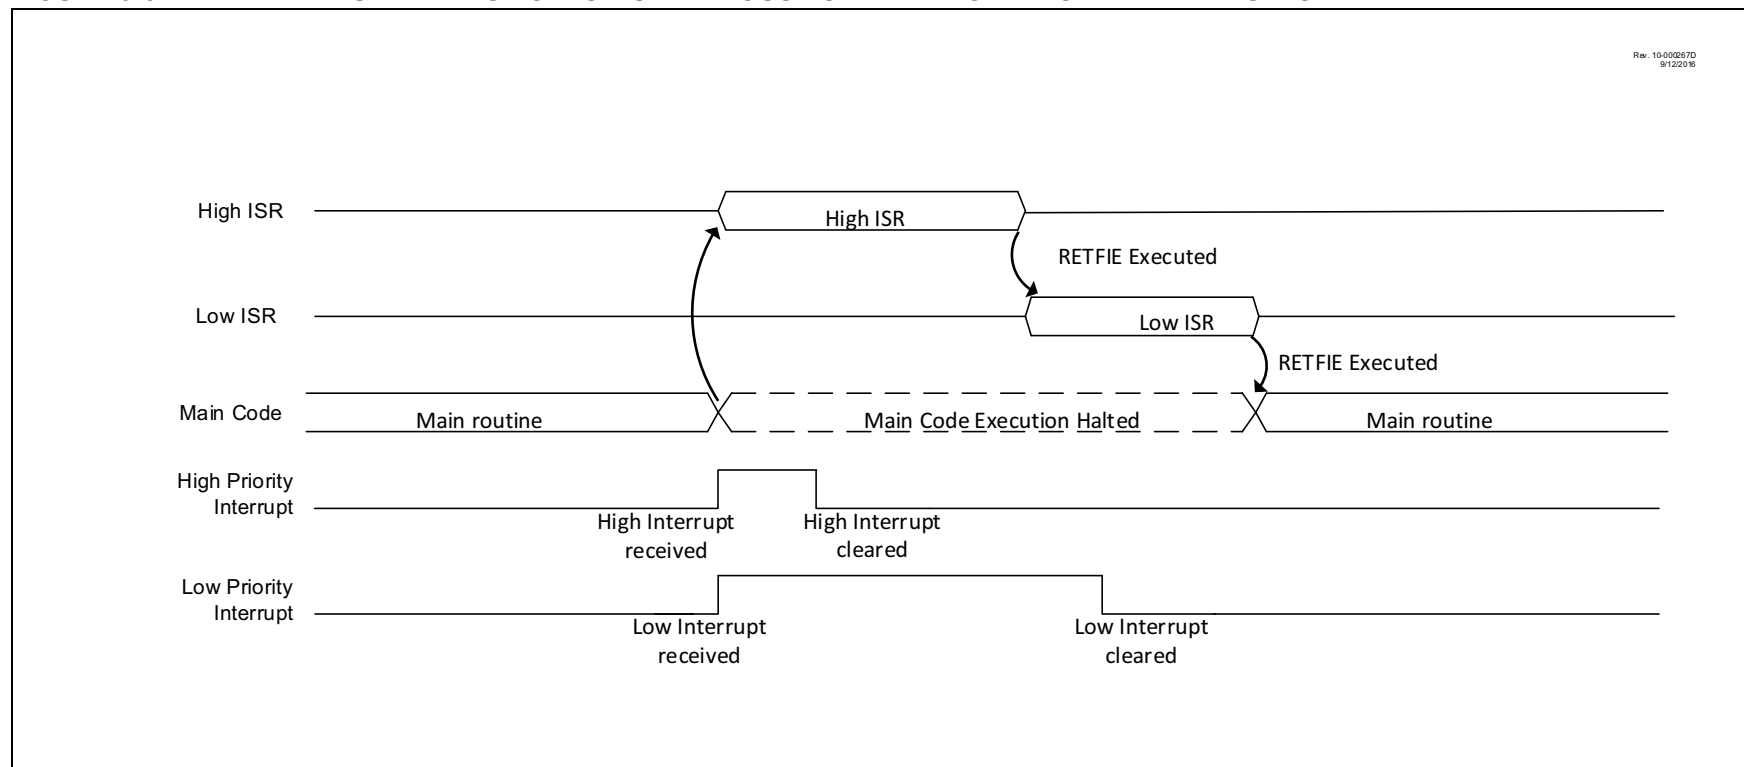 Rev. 10-000267D
9/12/2016
High ISR
High ISR
RETFIE Executed
Low ISR
Low ISR
RETFIE Executed
Main Code
Main routine
Main Code Execution Halted
Main routine
High Priority
Interrupt
High Interrupt
received
High Interrupt
cleared
Low Priority
Interrupt
Low Interrupt
received
Low Interrupt
cleared